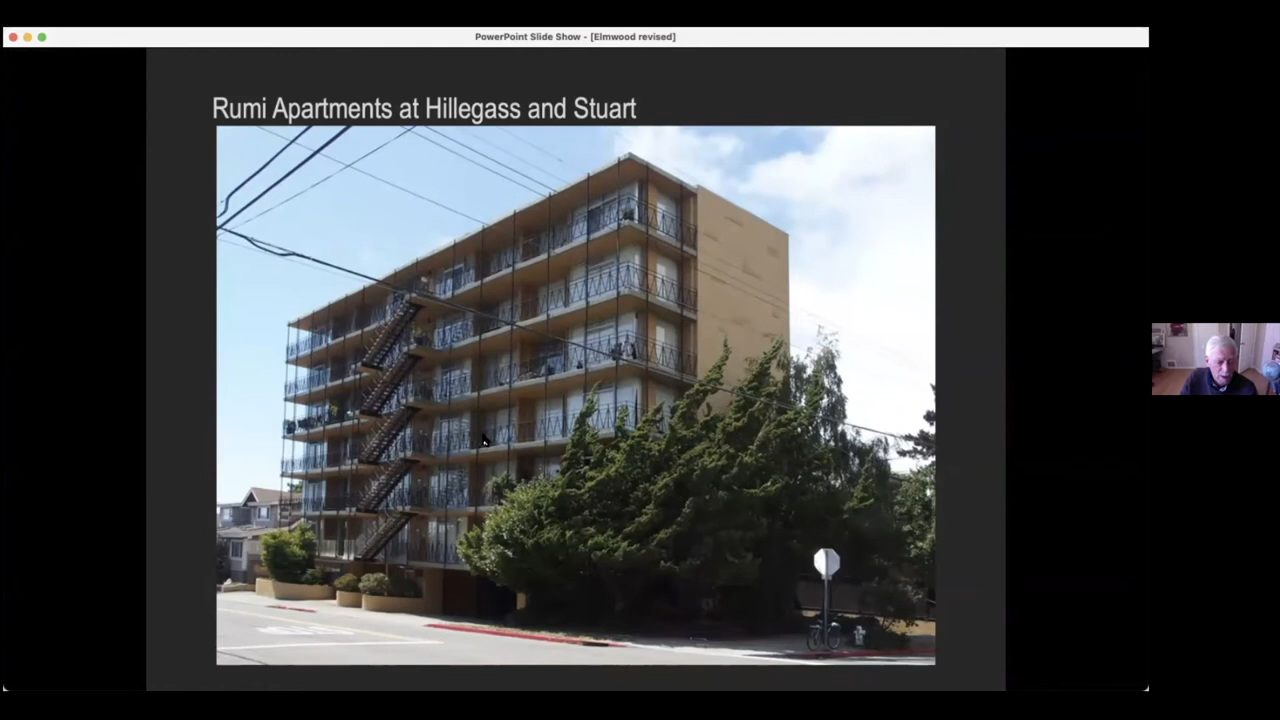 PowerPoint Slide Show - [Elmwood revised]
Rumi Apartments at Hillegass and Stuart